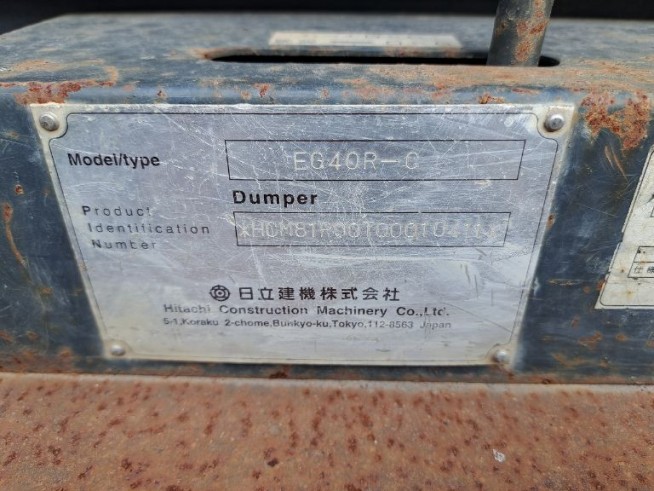 Model/type EG40R-C
Dumper
Product
Identification
Number
日立建機株式会社
Hitachi Construction Machinery Co.,Ltd.
5-1,Koraku 2-chome,Bunkyo-ku,Tokyo,112-8563 Japan